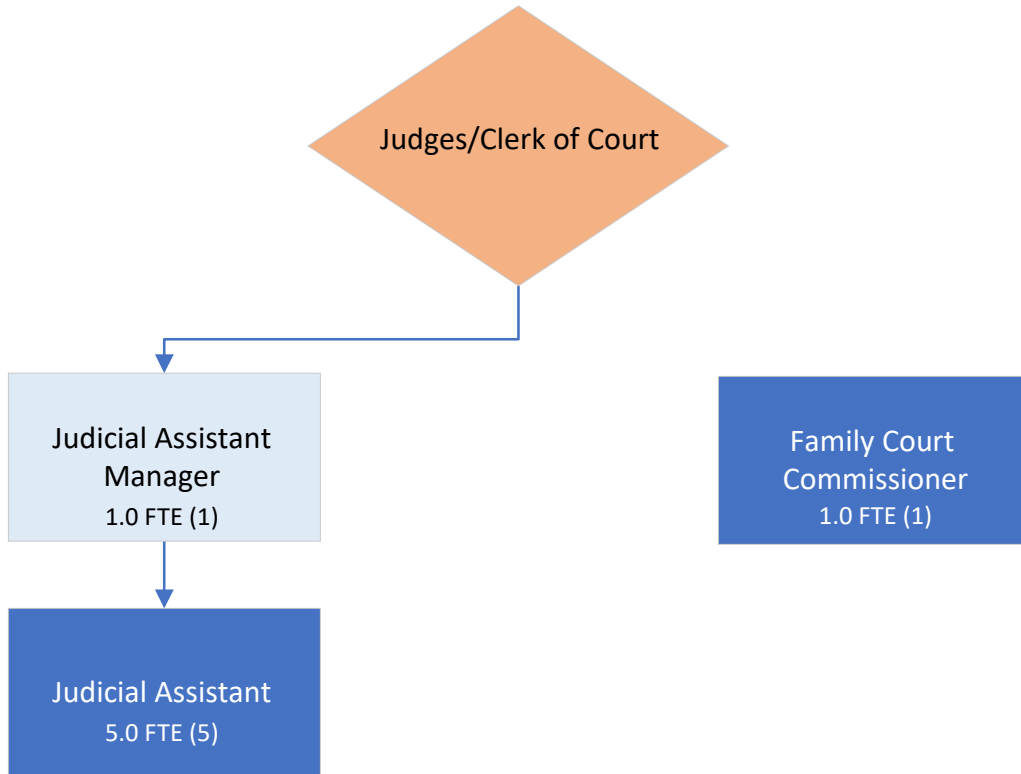 Judges/Clerk of Court
Judicial Assistant
Manager
1.0 FTE (1)
Family Court
Commissioner
1.0 FTE (1)
Judicial Assistant
5.0 FTE (5)